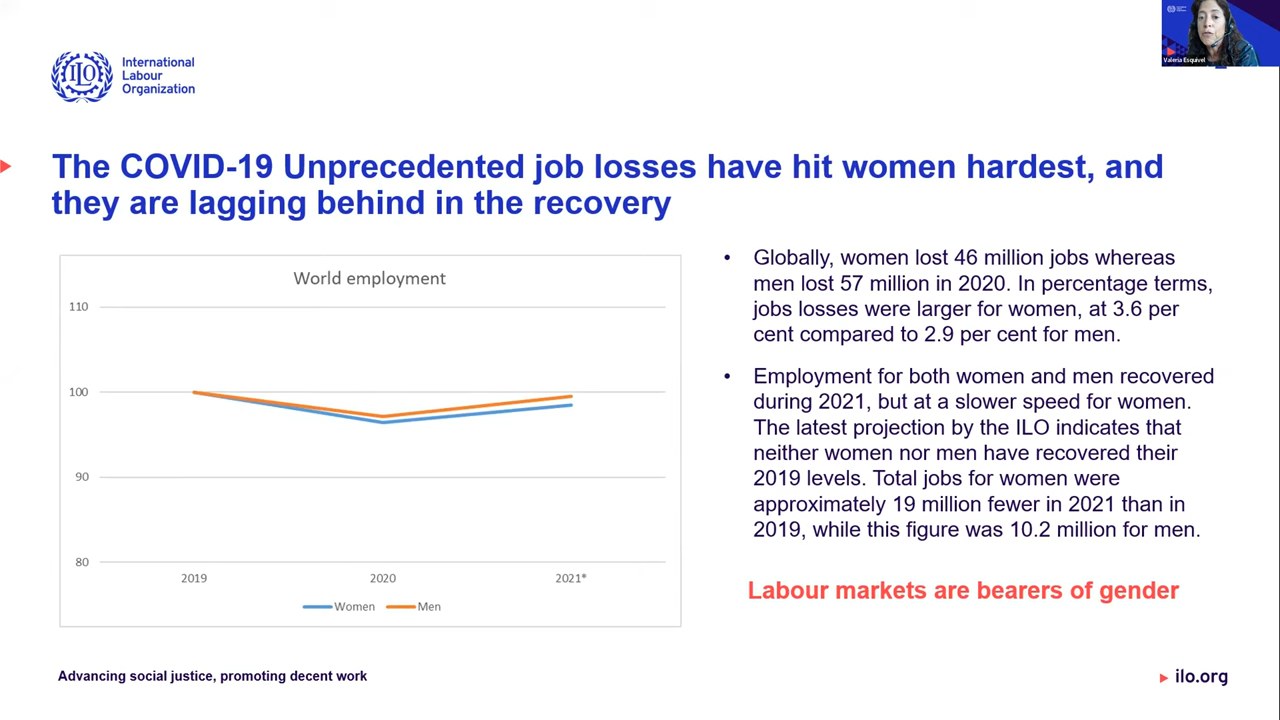 International
Labour
Organization
ILO
Valeria Esquivel
The COVID-19 Unprecedented job losses have hit women hardest, and
they are lagging behind in the recovery
World employment
110
100
90
80
2019 2020 2021*
Women Men
• Globally, women lost 46 million jobs whereas
men lost 57 million in 2020. In percentage terms,
jobs losses were larger for women, at 3.6 per
cent compared to 2.9 per cent for men.
• Employment for both women and men recovered
during 2021, but at a slower speed for women.
The latest projection by the ILO indicates that
neither women nor men have recovered their
2019 levels. Total jobs for women were
approximately 19 million fewer in 2021 than in
2019, while this figure was 10.2 million for men.
Labour markets are bearers of gender
Advancing social justice, promoting decent work
ilo.org